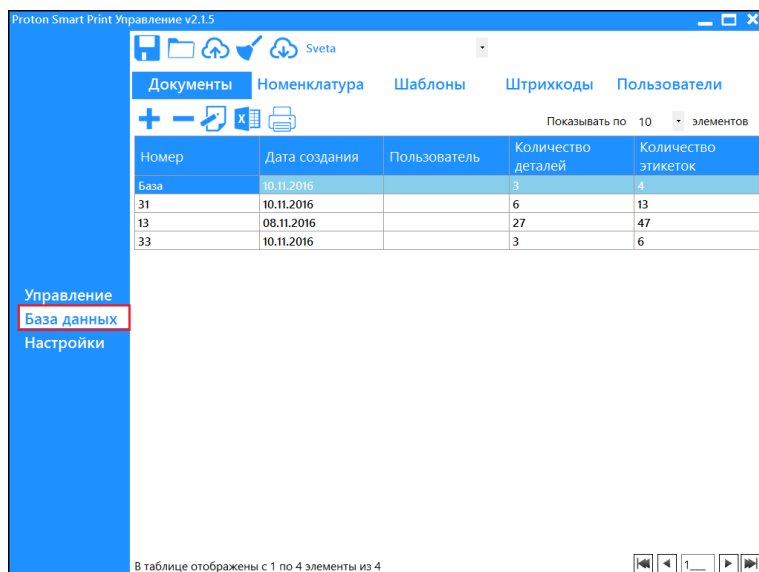 Proton Smart Print Управление v2.1.5
Sveta
Документы Номенклатура Шаблоны Штрихкоды Пользователи
Показывать по 10 элементов
Номер Дата создания Пользователь Количество деталей Количество этикеток
База 10.11.2016 3 4
31 10.11.2016 6 13
13 08.11.2016 27 47
33 10.11.2016 3 6
Управление
База данных
Настройки
В таблице отображены с 1 по 4 элементы из 4
1__